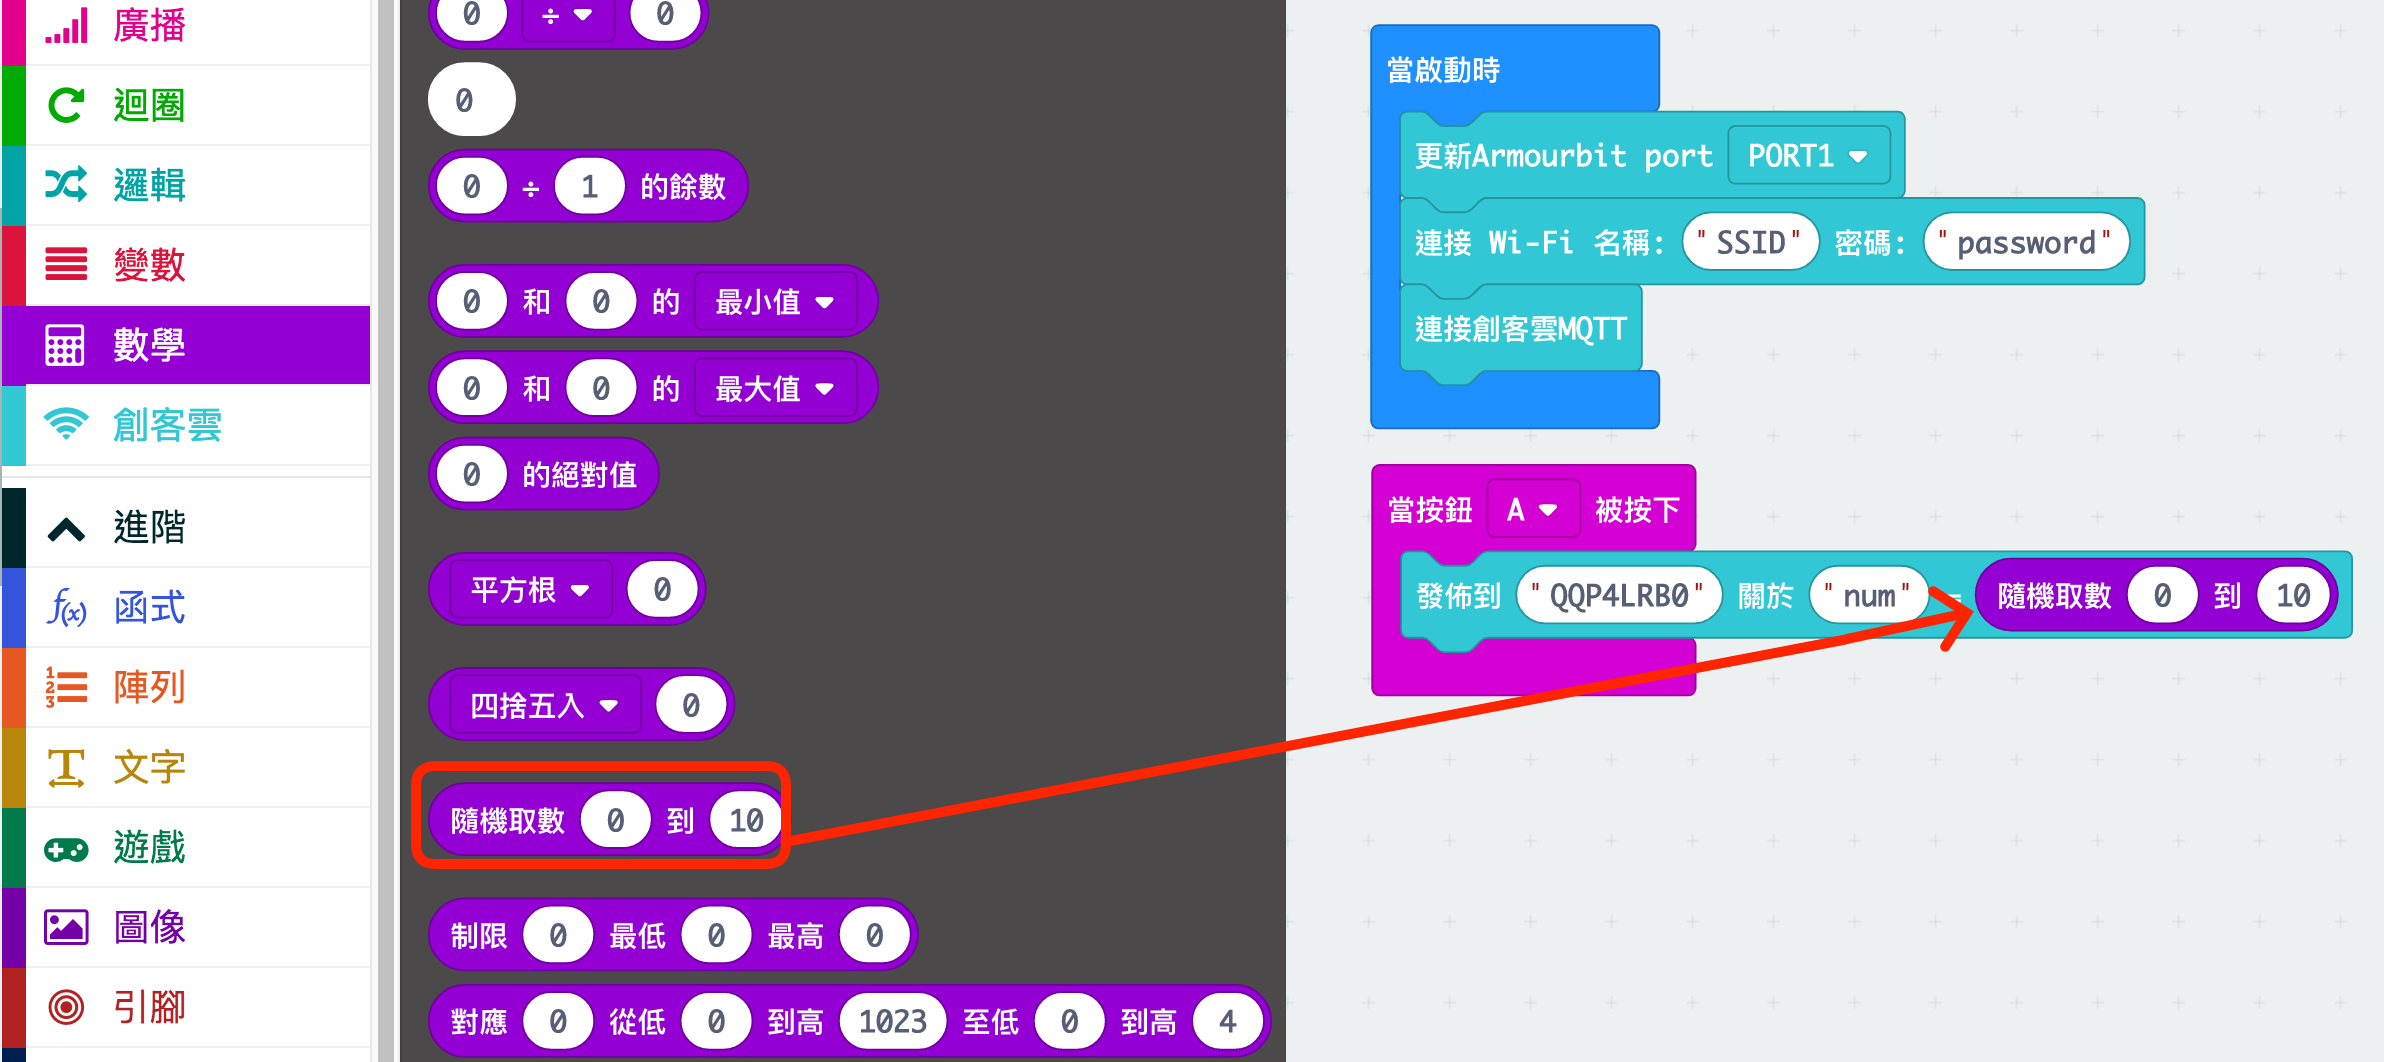 廣播
迴圈
邏輯
變數
數學
創客雲
進階
函式
陣列
文字
遊戲
圖像
引腳
0 ÷ 0
0
0 ÷ 1 的餘數
0 和 0 的 最小值
0 和 0 的 最大值
0 的絕對值
平方根 0
四捨五入 0
隨機取數 0 到 10
制限 0 最低 0 最高 0
對應 0 從低 0 到高 1023 至低 0 到高 4
當啟動時
更新Armourbit port PORT1
連接 Wi-Fi 名稱: "SSID" 密碼: "password"
連接創客雲MQTT
當按鈕 A 被按下
發佈到 "QQP4LRB0" 關於 "num" = 隨機取數 0 到 10